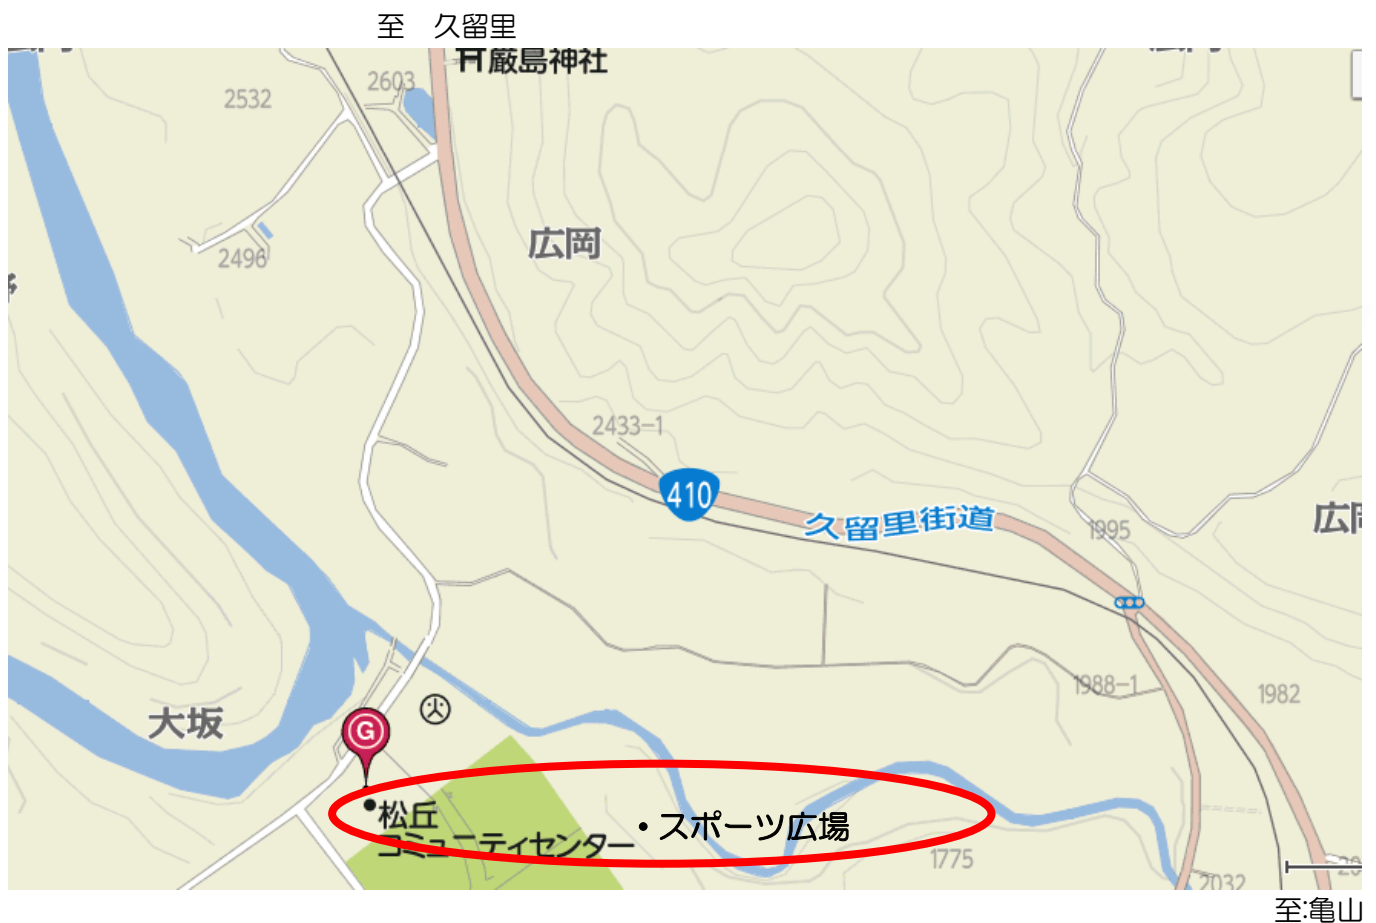 至　久留里
厳島神社
2603
2532
広岡
2496
2433-1
410
久留里街道
1995
広
1988-1
1982
大坂
G
火
・スポーツ広場
松丘
コミュニティセンター
1775
2032
至:亀山